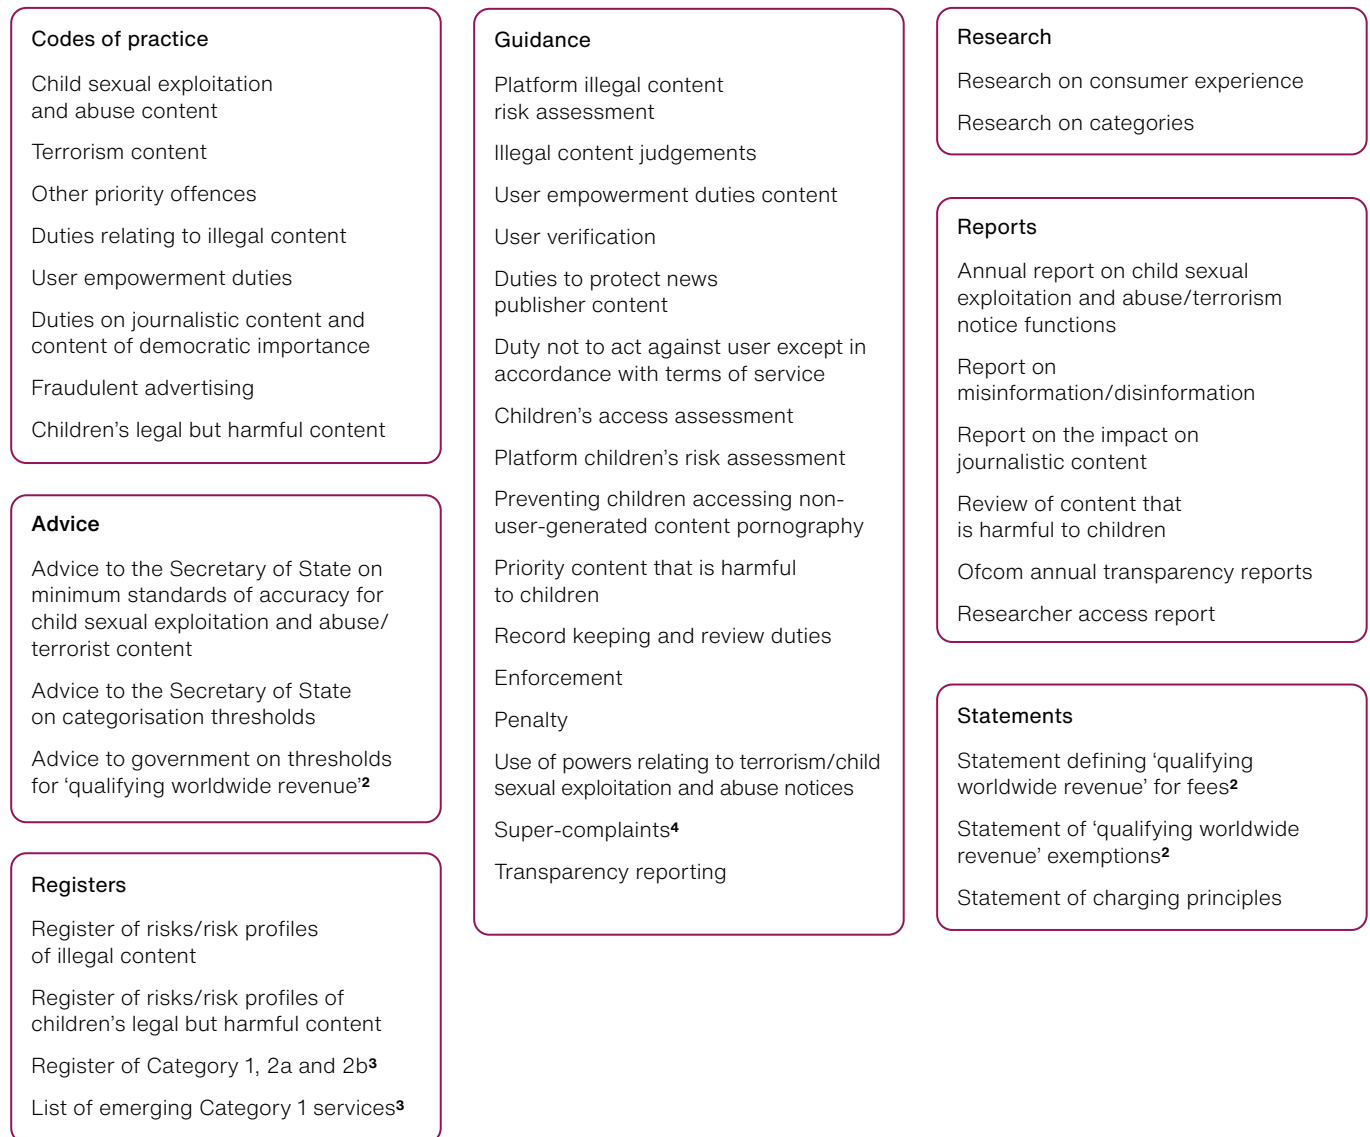 Codes of practice
Child sexual exploitation
and abuse content
Terrorism content
Other priority offences
Duties relating to illegal content
User empowerment duties
Duties on journalistic content and
content of democratic importance
Fraudulent advertising
Children's legal but harmful content
Advice
Advice to the Secretary of State on
minimum standards of accuracy for
child sexual exploitation and abuse/
terrorist content
Advice to the Secretary of State
on categorisation thresholds
Advice to government on thresholds
for ‘qualifying worldwide revenue’2
Registers
Register of risks/risk profiles
of illegal content
Register of risks/risk profiles of
children’s legal but harmful content
Register of Category 1, 2a and 2b3
List of emerging Category 1 services3
Guidance
Platform illegal content
risk assessment
Illegal content judgements
User empowerment duties content
User verification
Duties to protect news
publisher content
Duty not to act against user except in
accordance with terms of service
Children’s access assessment
Platform children’s risk assessment
Preventing children accessing non-
user-generated content pornography
Priority content that is harmful
to children
Record keeping and review duties
Enforcement
Penalty
Use of powers relating to terrorism/child
sexual exploitation and abuse notices
Super-complaints4
Transparency reporting
Research
Research on consumer experience
Research on categories
Reports
Annual report on child sexual
exploitation and abuse/terrorism
notice functions
Report on
misinformation/disinformation
Report on the impact on
journalistic content
Review of content that
is harmful to children
Ofcom annual transparency reports
Researcher access report
Statements
Statement defining ‘qualifying
worldwide revenue’ for fees2
Statement of ‘qualifying worldwide
revenue’ exemptions2
Statement of charging principles